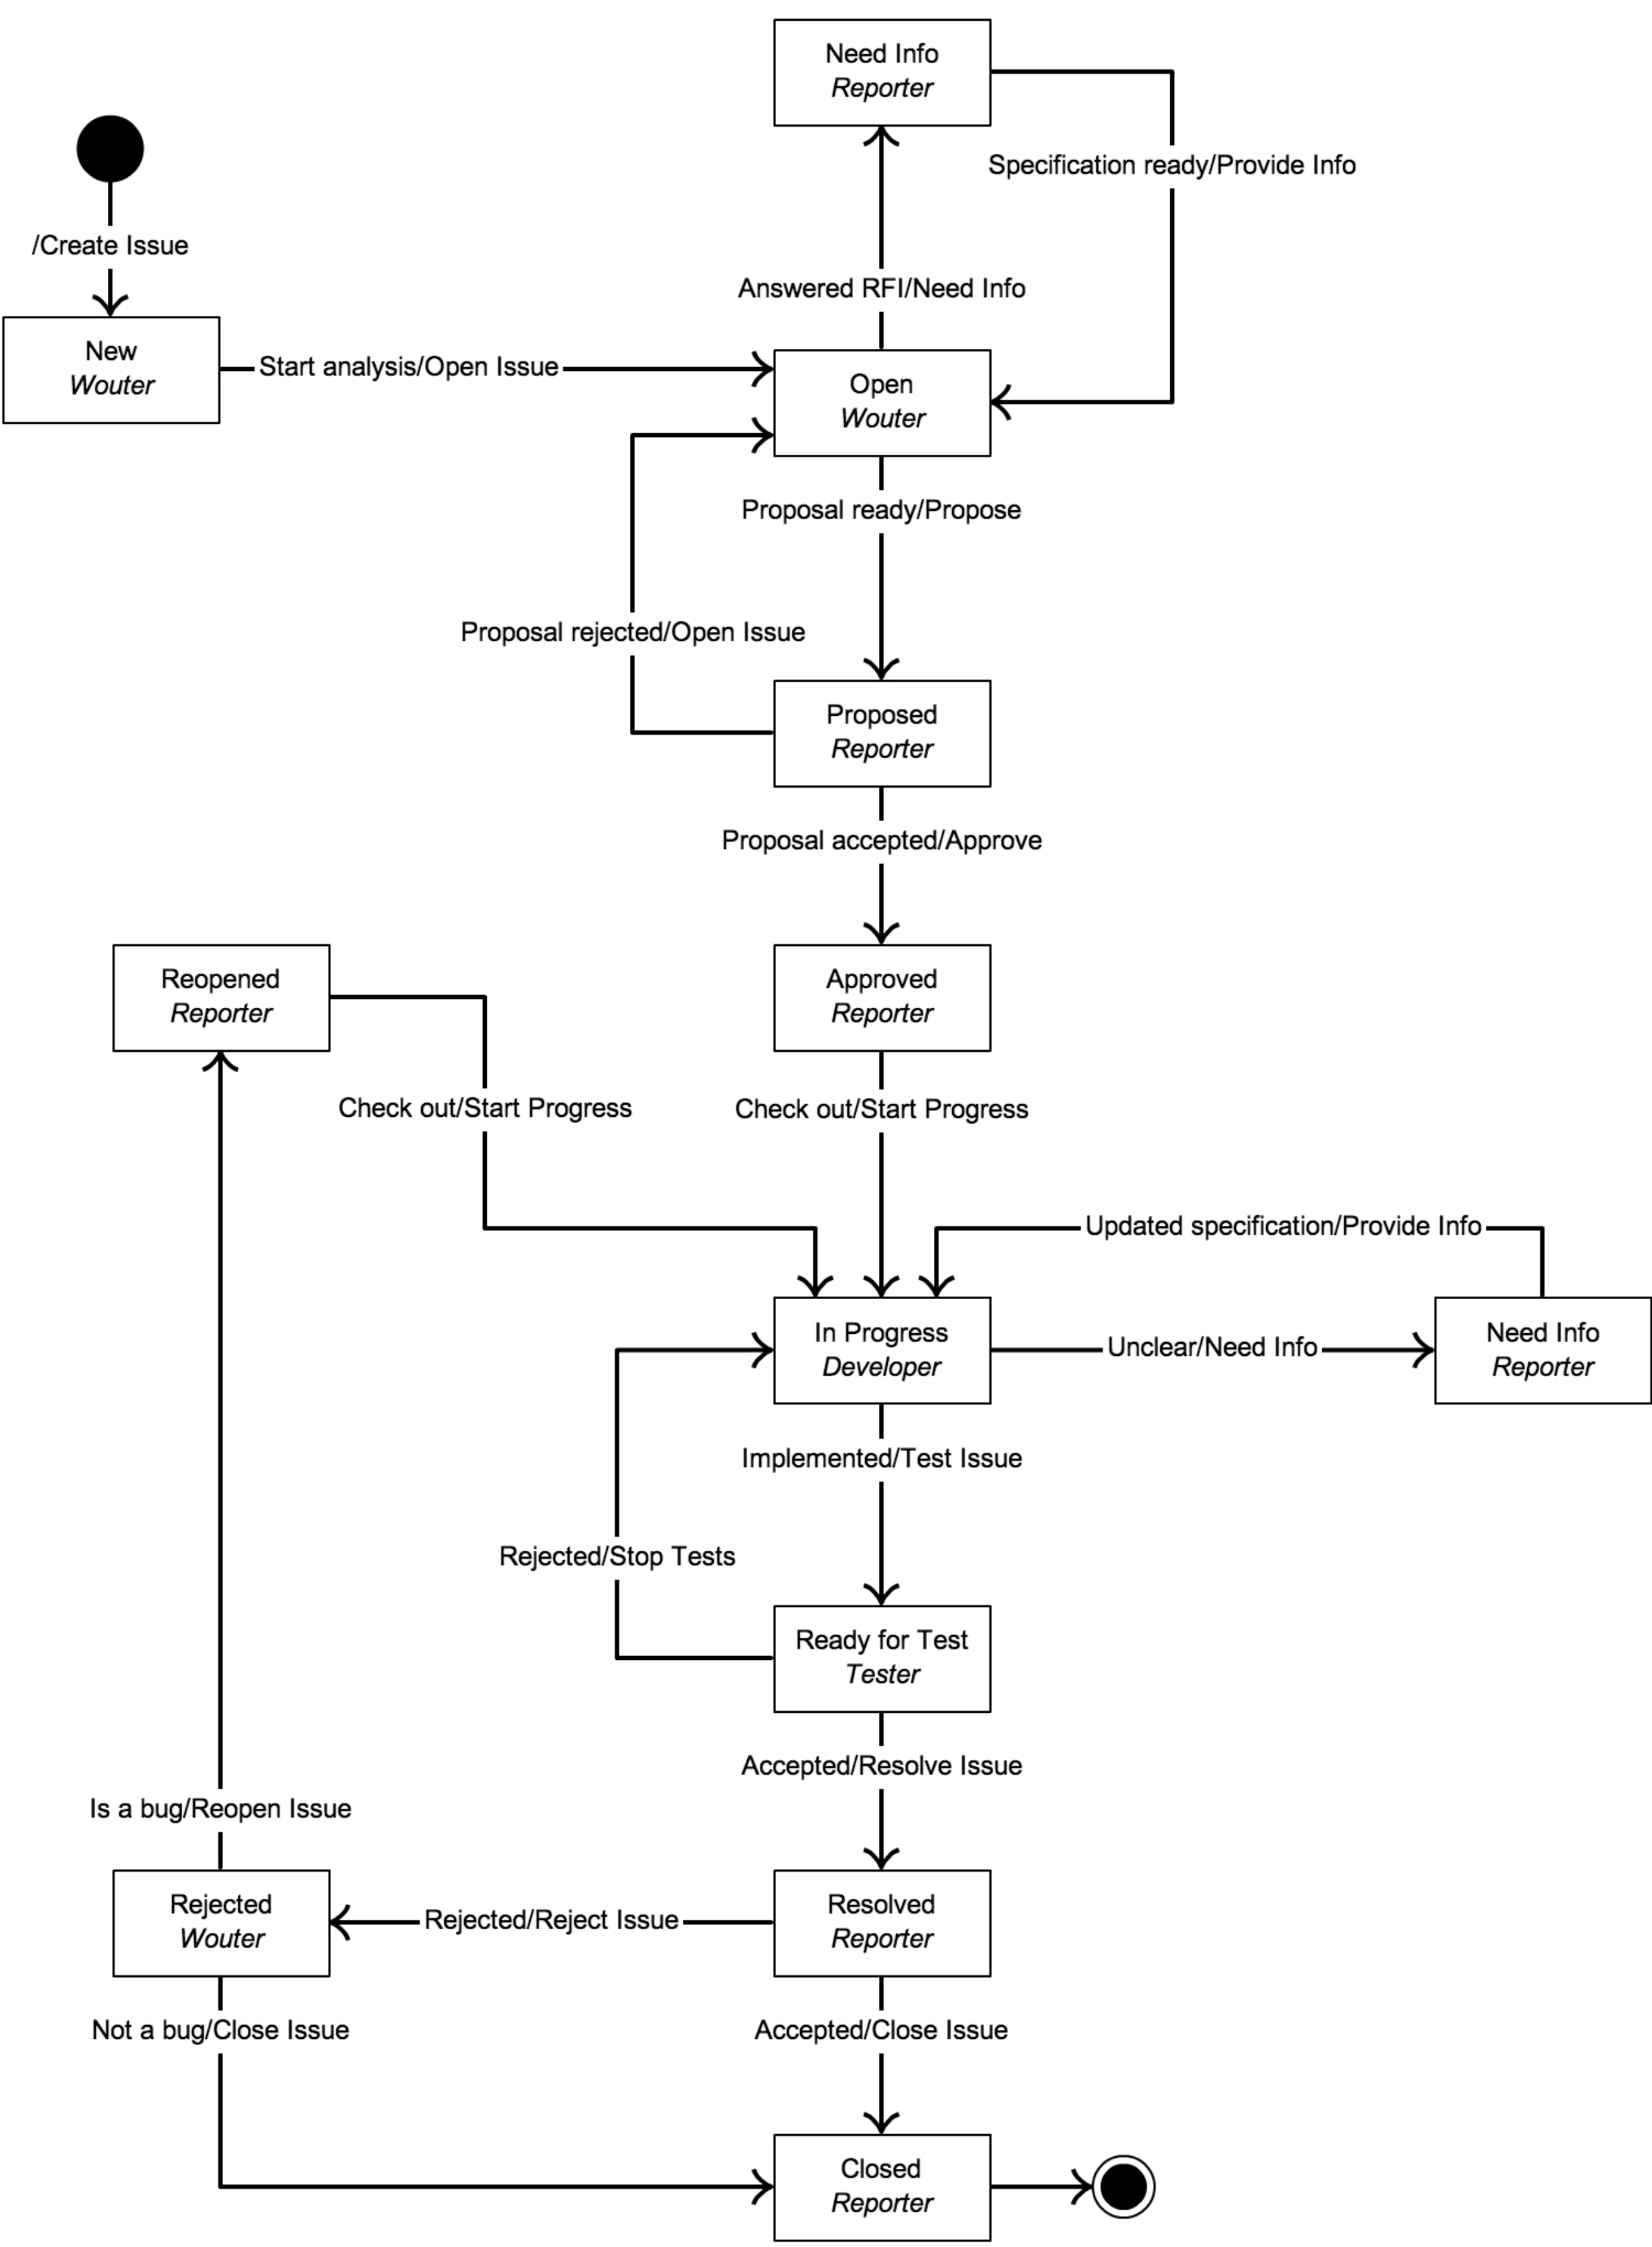 Need Info
Reporter
Specification ready/Provide Info
/Create Issue
Answered RFI/Need Info
New
Wouter
Start analysis/Open Issue
Open
Wouter
Proposal ready/Propose
Proposal rejected/Open Issue
Proposed
Reporter
Proposal accepted/Approve
Reopened
Reporter
Approved
Reporter
Check out/Start Progress
Check out/Start Progress
Updated specification/Provide Info
In Progress
Developer
Unclear/Need Info
Need Info
Reporter
Implemented/Test Issue
Rejected/Stop Tests
Ready for Test
Tester
Accepted/Resolve Issue
Is a bug/Reopen Issue
Rejected
Wouter
Rejected/Reject Issue
Resolved
Reporter
Not a bug/Close Issue
Accepted/Close Issue
Closed
Reporter